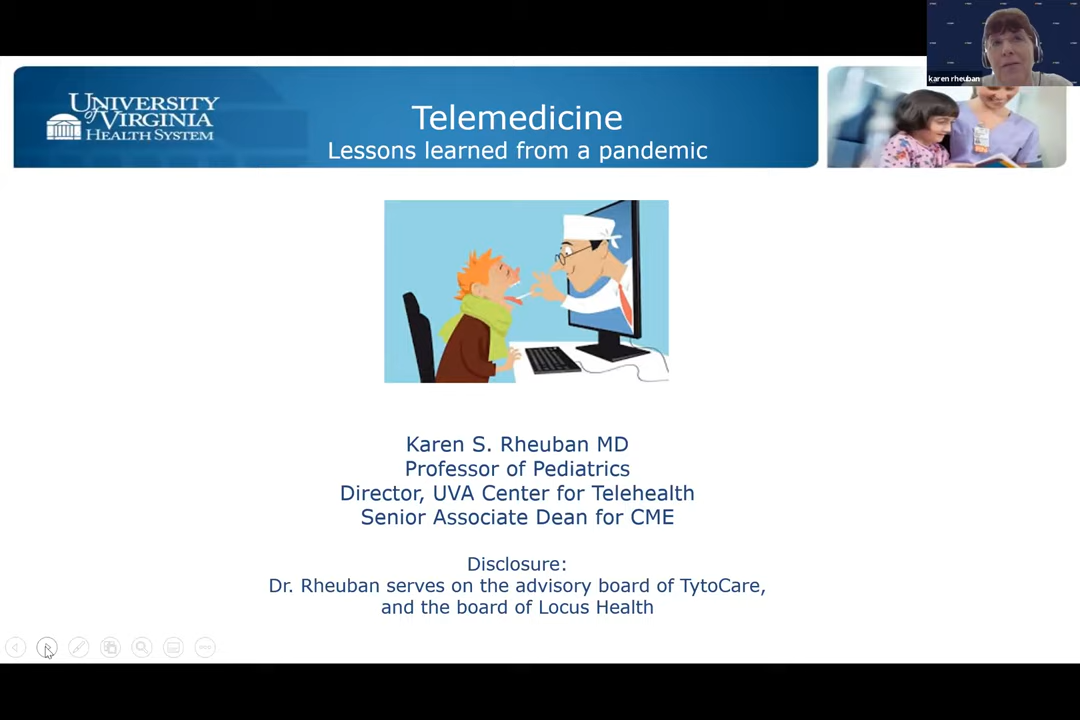 karen rheuban
UNIVERSITY
of VIRGINIA
HEALTH SYSTEM
Telemedicine
Lessons learned from a pandemic
Karen S. Rheuban MD
Professor of Pediatrics
Director, UVA Center for Telehealth
Senior Associate Dean for CME
Disclosure:
Dr. Rheuban serves on the advisory board of TytoCare,
and the board of Locus Health